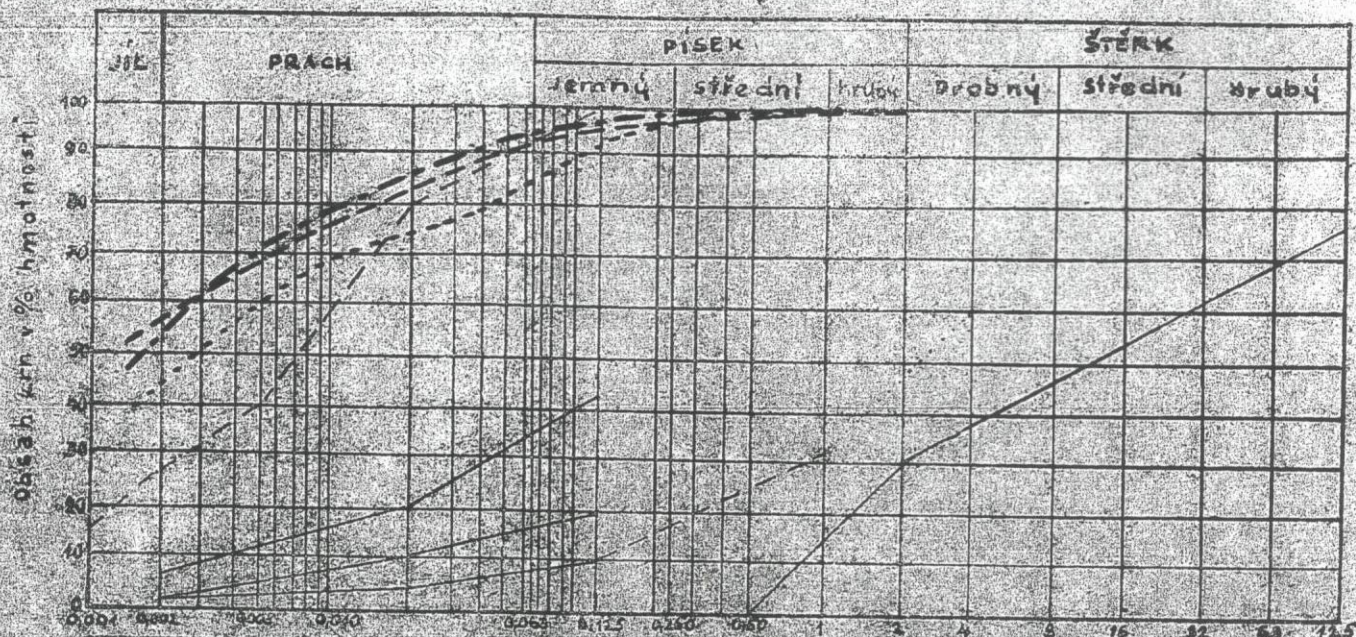 JÍL PRACH PÍSEK ŠTĚRK
Jemný střední hrubý Drobný střední Hrubý
Obsah zrn v % hmotnosti
100
90
80
70
60
50
40
30
20
10
0
0,001 0,002 0,010 0,063 0,125 0,250 0,50 1 2 4 8 16 32 63 125